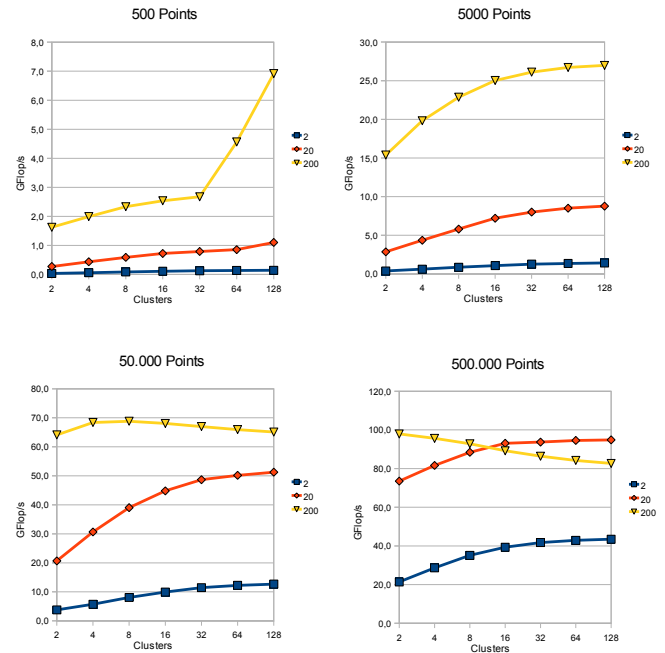 500 Points
8,0
7,0
6,0
5,0
4,0
3,0
2,0
1,0
0,0
GFlop/s
2 4 8 16 32 64 128
Clusters
2
20
200
5000 Points
30,0
25,0
20,0
15,0
10,0
5,0
0,0
GFlop/s
2 4 8 16 32 64 128
Clusters
2
20
200
50.000 Points
80,0
70,0
60,0
50,0
40,0
30,0
20,0
10,0
0,0
GFlop/s
2 4 8 16 32 64 128
Clusters
2
20
200
500.000 Points
120,0
100,0
80,0
60,0
40,0
20,0
0,0
GFlop/s
2 4 8 16 32 64 128
Clusters
2
20
200